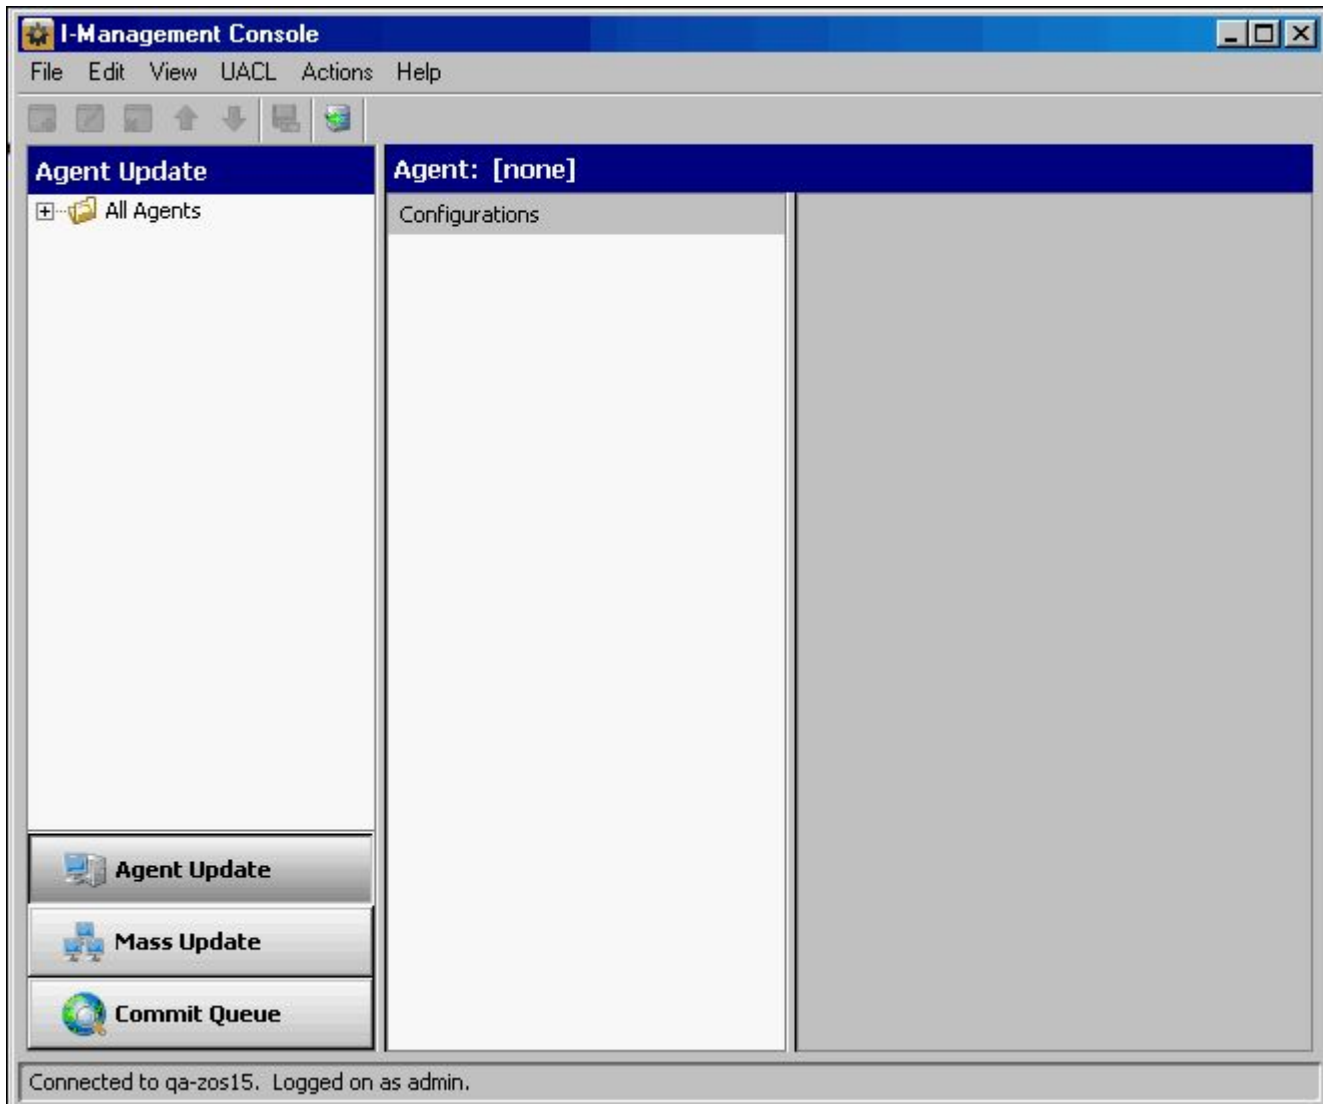 I-Management Console
File Edit View UACL Actions Help
Agent Update
Agent: [none]
All Agents
Configurations
Agent Update
Mass Update
Commit Queue
Connected to qa-zos15. Logged on as admin.